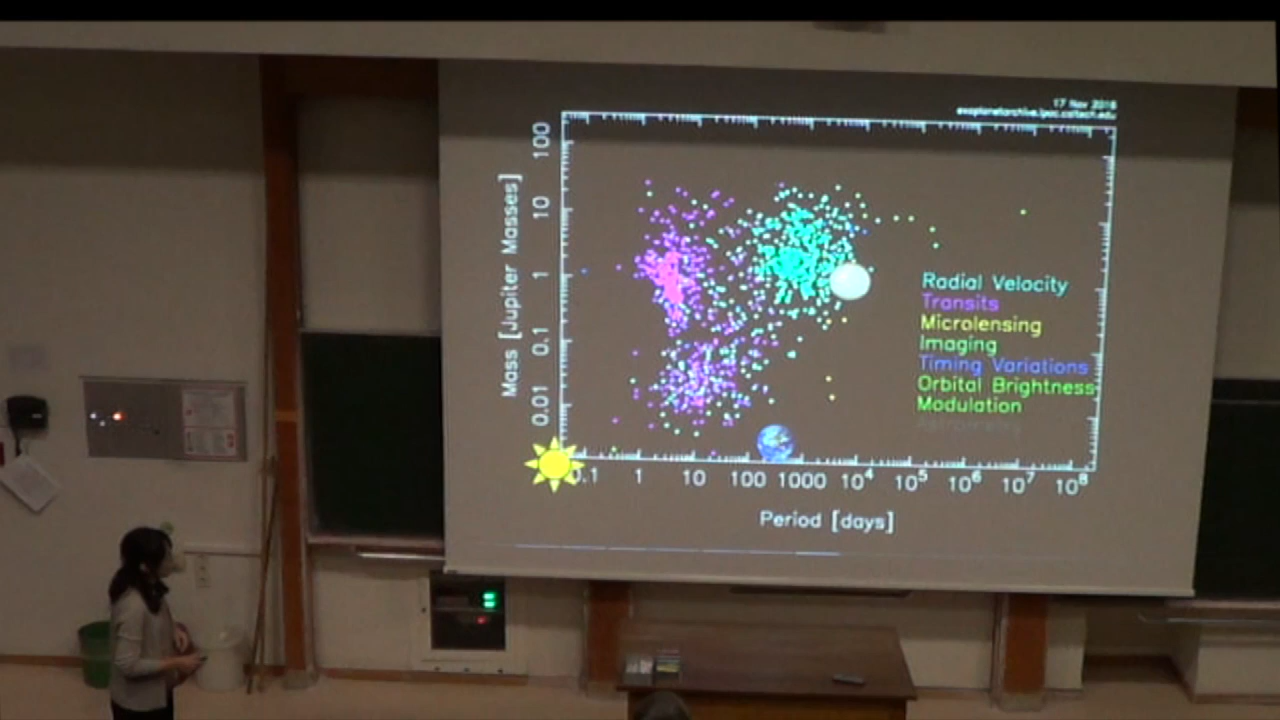 17 Nov 2016
exoplanetarchive.ipac.caltech.edu
100
10
1
0.1
0.01
Mass [Jupiter Masses]
Radial Velocity
Transits
Microlensing
Imaging
Timing Variations
Orbital Brightness
Modulation
Astrometry
0.1 1 10 100 1000 10⁴ 10⁵ 10⁶ 10⁷ 10⁸
Period [days]